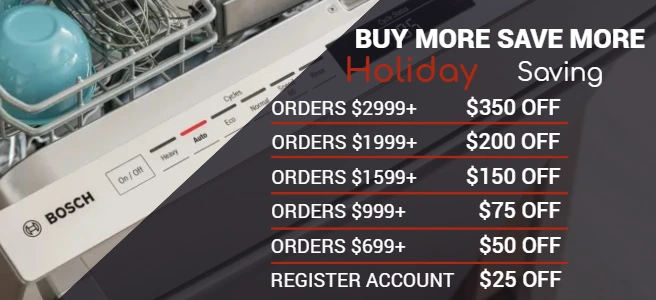 BUY MORE SAVE MORE
Holiday Saving
ORDERS $2999+ $350 OFF
ORDERS $1999+ $200 OFF
ORDERS $1599+ $150 OFF
ORDERS $999+ $75 OFF
ORDERS $699+ $50 OFF
REGISTER ACCOUNT $25 OFF
Cycles
On / Off Heavy Auto Eco Normal
BOSCH